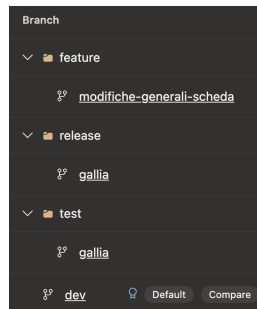 Branch
feature
modifiche-generali-scheda
release
gallia
test
gallia
dev Default Compare